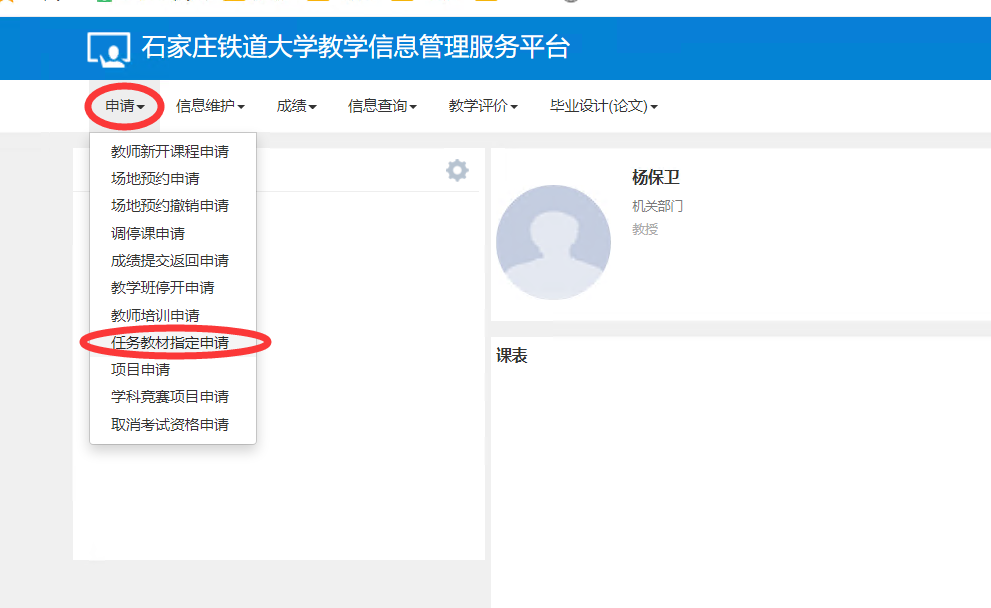 石家庄铁道大学教学信息管理服务平台
申请 信息维护 成绩 信息查询 教学评价 毕业设计(论文)
教师新开课程申请
场地预约申请
场地预约撤销申请
调停课申请
成绩提交返回申请
教学班停开申请
教师培训申请
任务教材指定申请
项目申请
学科竞赛项目申请
取消考试资格申请
杨保卫
机关部门
教授
课表